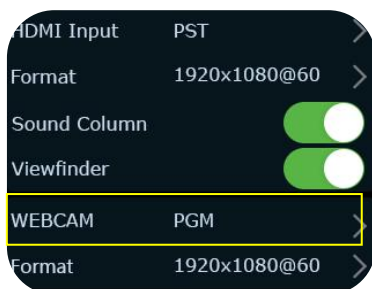 HDMI Input PST
Format 1920x1080@60
Sound Column
Viewfinder
WEBCAM PGM
Format 1920x1080@60